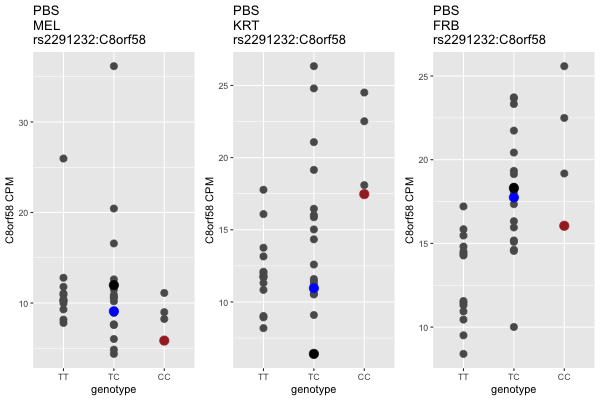 PBS
MEL
rs2291232:C8orf58
30
20
10
C8orf58 CPM
TT
TC
CC
genotype
PBS
KRT
rs2291232:C8orf58
25
20
15
10
C8orf58 CPM
TT
TC
CC
genotype
PBS
FRB
rs2291232:C8orf58
25
20
15
10
C8orf58 CPM
TT
TC
CC
genotype